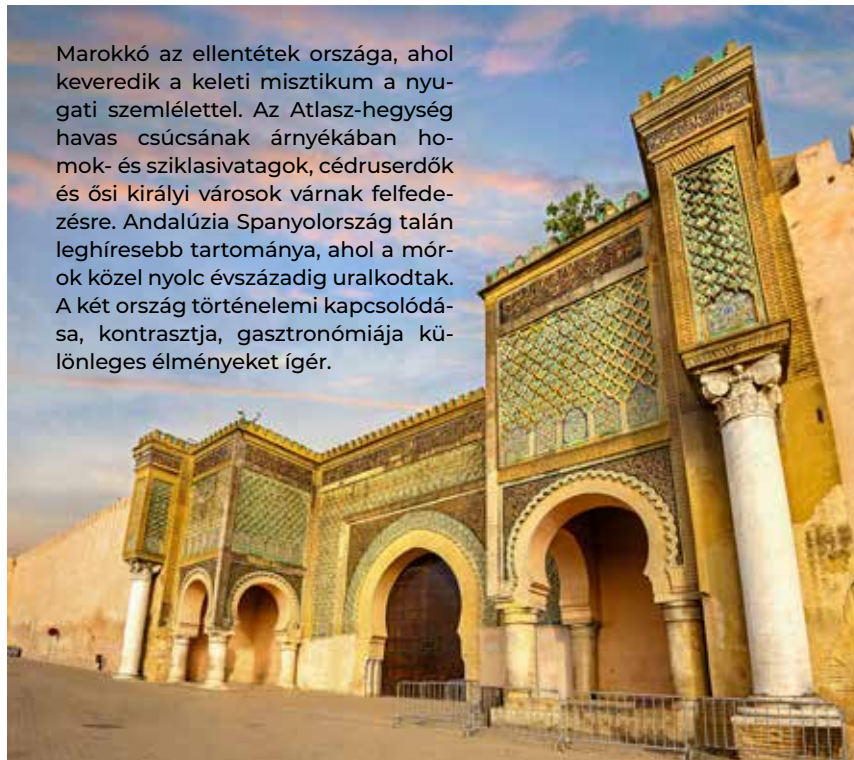 Marokkó az ellentétek országa, ahol
keveredik a keleti misztikum a nyu-
gati szemlélettel. Az Atlasz-hegység
havas csúcsának árnyékában ho-
mok- és sziklasivatagok, cédruserdők
és ősi királyi városok várnak felfede-
zésre. Andalúzia Spanyolország talán
leghíresebb tartománya, ahol a mór-
ok közel nyolc évszázadig uralkodtak.
A két ország történelemi kapcsolódá-
sa, kontrasztja, gasztronómiája kü-
lönleges élményeket ígér.